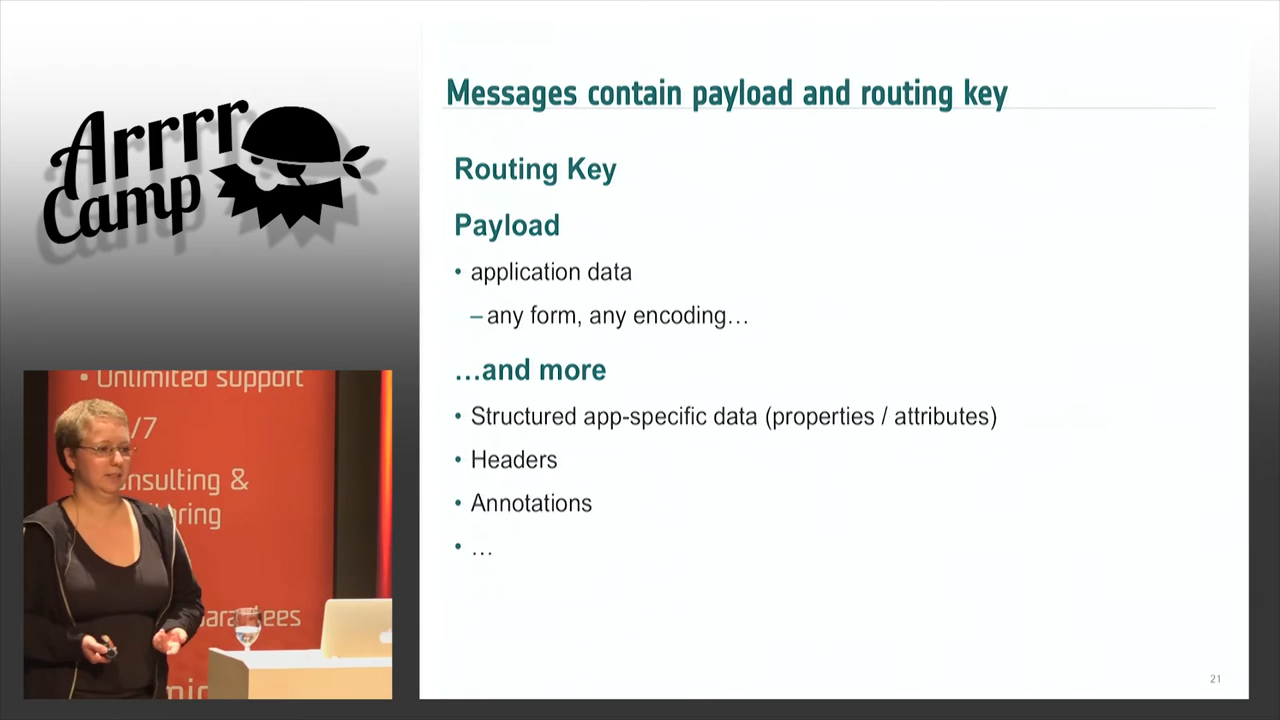 Arrrr
Camp
Messages contain payload and routing key
Routing Key
Payload
• application data
– any form, any encoding…
…and more
• Structured app-specific data (properties / attributes)
• Headers
• Annotations
• …
21
• Unlimited support
/7
nsulting &
ring
ees